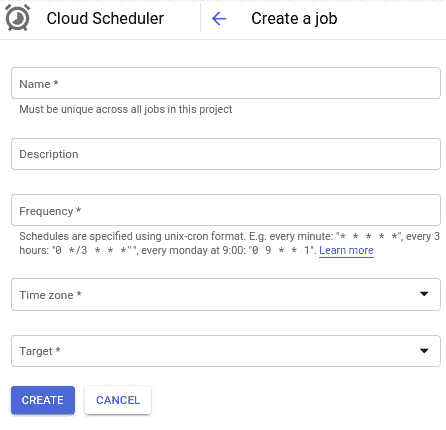 Cloud Scheduler
Create a job
Name *
Must be unique across all jobs in this project
Description
Frequency *
Schedules are specified using unix-cron format. E.g. every minute: "* * * * *", every 3
hours: "0 */3 * * *"", every monday at 9:00: "0 9 * * 1". Learn more
Time zone *
Target *
CREATE
CANCEL